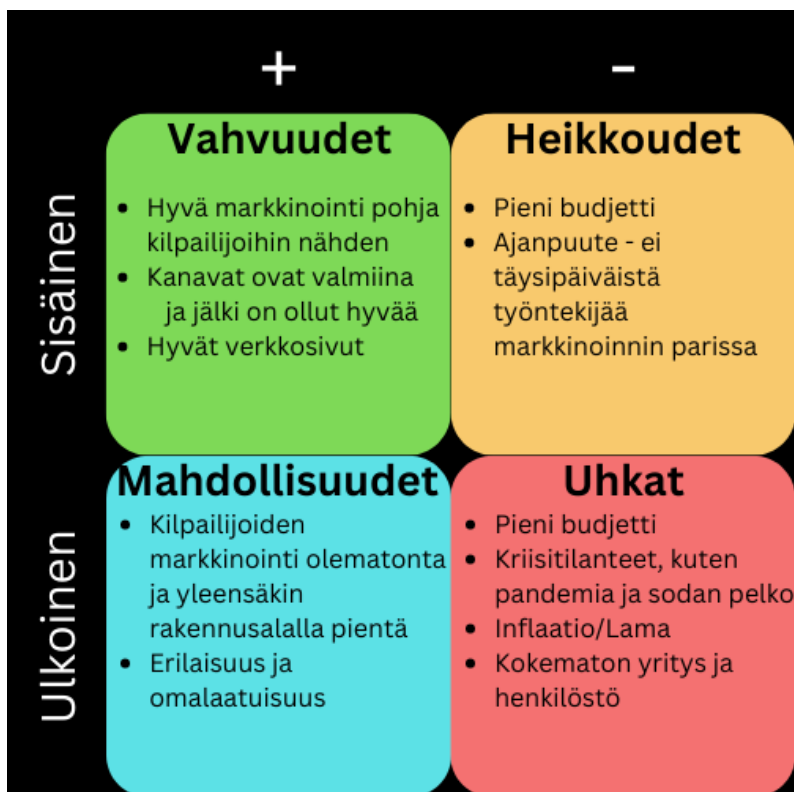 +
-
Sisäinen
Vahvuudet
• Hyvä markkinointi pohja
kilpailijoihin nähden
• Kanavat ovat valmiina
ja jälki on ollut hyvää
• Hyvät verkkosivut
Heikkoudet
• Pieni budjetti
• Ajanpuute - ei
täysipäiväistä
työntekijää
markkinoinnin parissa
Ulkoinen
Mahdollisuudet
• Kilpailijoiden
markkinointi olematonta
ja yleensäkin
rakennusalalla pientä
• Erilaisuus ja
omalaatuisuus
Uhkat
• Pieni budjetti
• Kriisitilanteet, kuten
pandemia ja sodan pelko
• Inflaatio/Lama
• Kokematon yritys ja
henkilöstö